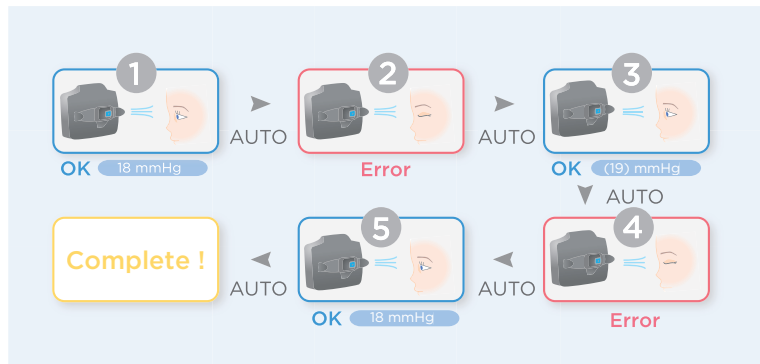 1
AUTO
2
AUTO
3
OK 18 mmHg
Error
OK (19) mmHg
AUTO
4
Error
AUTO
5
OK 18 mmHg
AUTO
Complete !